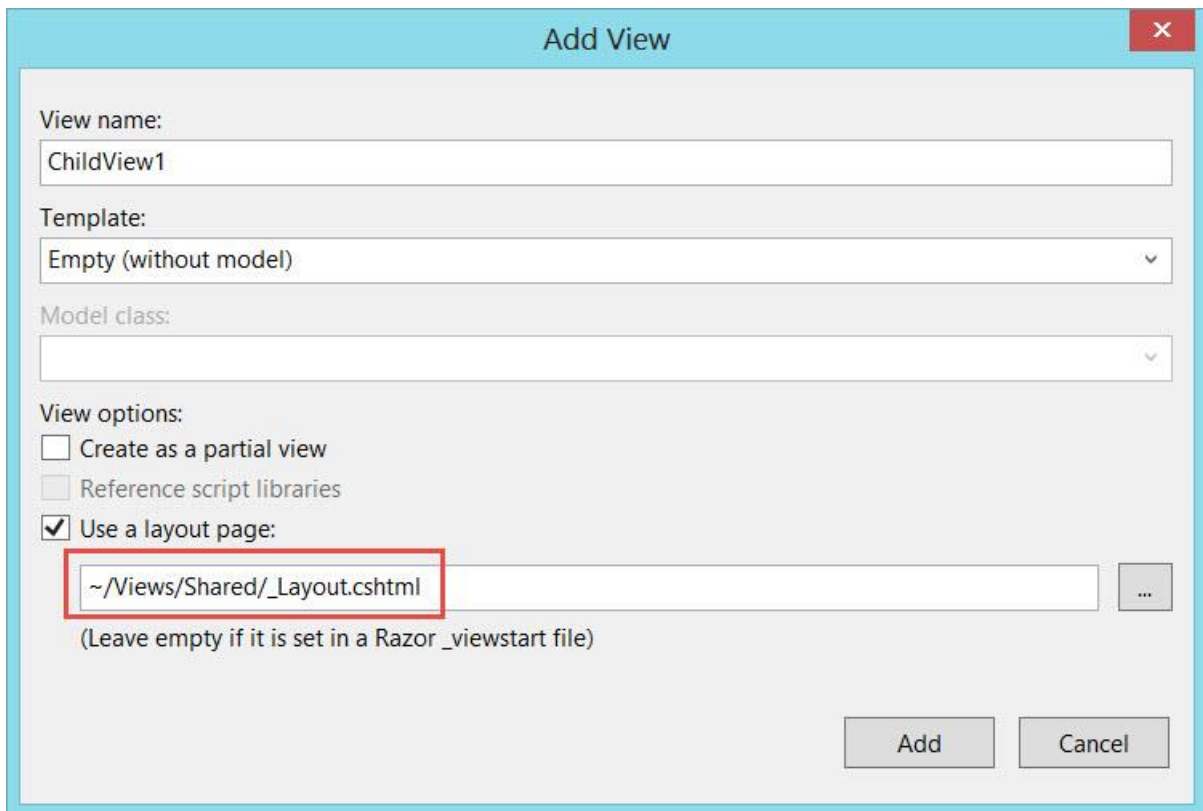 Add View
View name:
ChildView1
Template:
Empty (without model)
Model class:
View options:
Create as a partial view
Reference script libraries
Use a layout page:
~/Views/Shared/_Layout.cshtml
...
(Leave empty if it is set in a Razor _viewstart file)
Add
Cancel